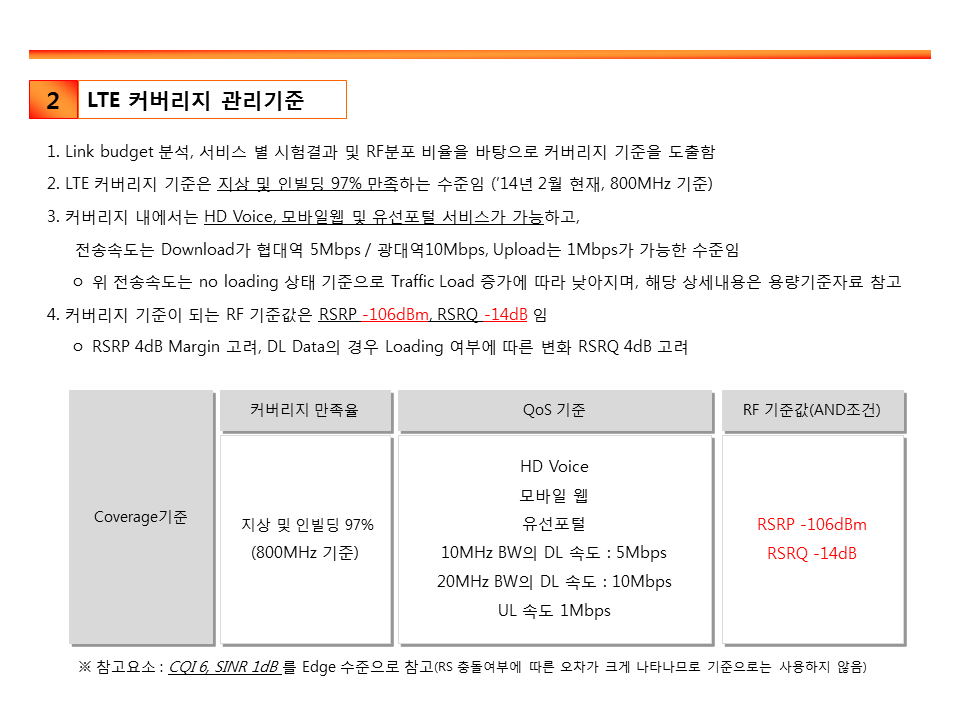 2 LTE 커버리지 관리기준
1. Link budget 분석, 서비스 별 시험결과 및 RF분포 비율을 바탕으로 커버리지 기준을 도출함
2. LTE 커버리지 기준은 지상 및 인빌딩 97% 만족하는 수준임 ('14년 2월 현재, 800MHz 기준)
3. 커버리지 내에서는 HD Voice, 모바일웹 및 유선포털 서비스가 가능하고,
전송속도는 Download가 협대역 5Mbps / 광대역10Mbps, Upload는 1Mbps가 가능한 수준임
ㅇ 위 전송속도는 no loading 상태 기준으로 Traffic Load 증가에 따라 낮아지며, 해당 상세내용은 용량기준자료 참고
4. 커버리지 기준이 되는 RF 기준값은 RSRP -106dBm, RSRQ -14dB 임
ㅇ RSRP 4dB Margin 고려, DL Data의 경우 Loading 여부에 따른 변화 RSRQ 4dB 고려
커버리지 만족율 QoS 기준 RF 기준값(AND조건)
Coverage기준
지상 및 인빌딩 97%
(800MHz 기준)
HD Voice
모바일 웹
유선포털
10MHz BW의 DL 속도 : 5Mbps
20MHz BW의 DL 속도 : 10Mbps
UL 속도 1Mbps
RSRP -106dBm
RSRQ -14dB
※ 참고요소 : CQI 6, SINR 1dB 를 Edge 수준으로 참고(RS 충돌여부에 따른 오차가 크게 나타나므로 기준으로는 사용하지 않음)